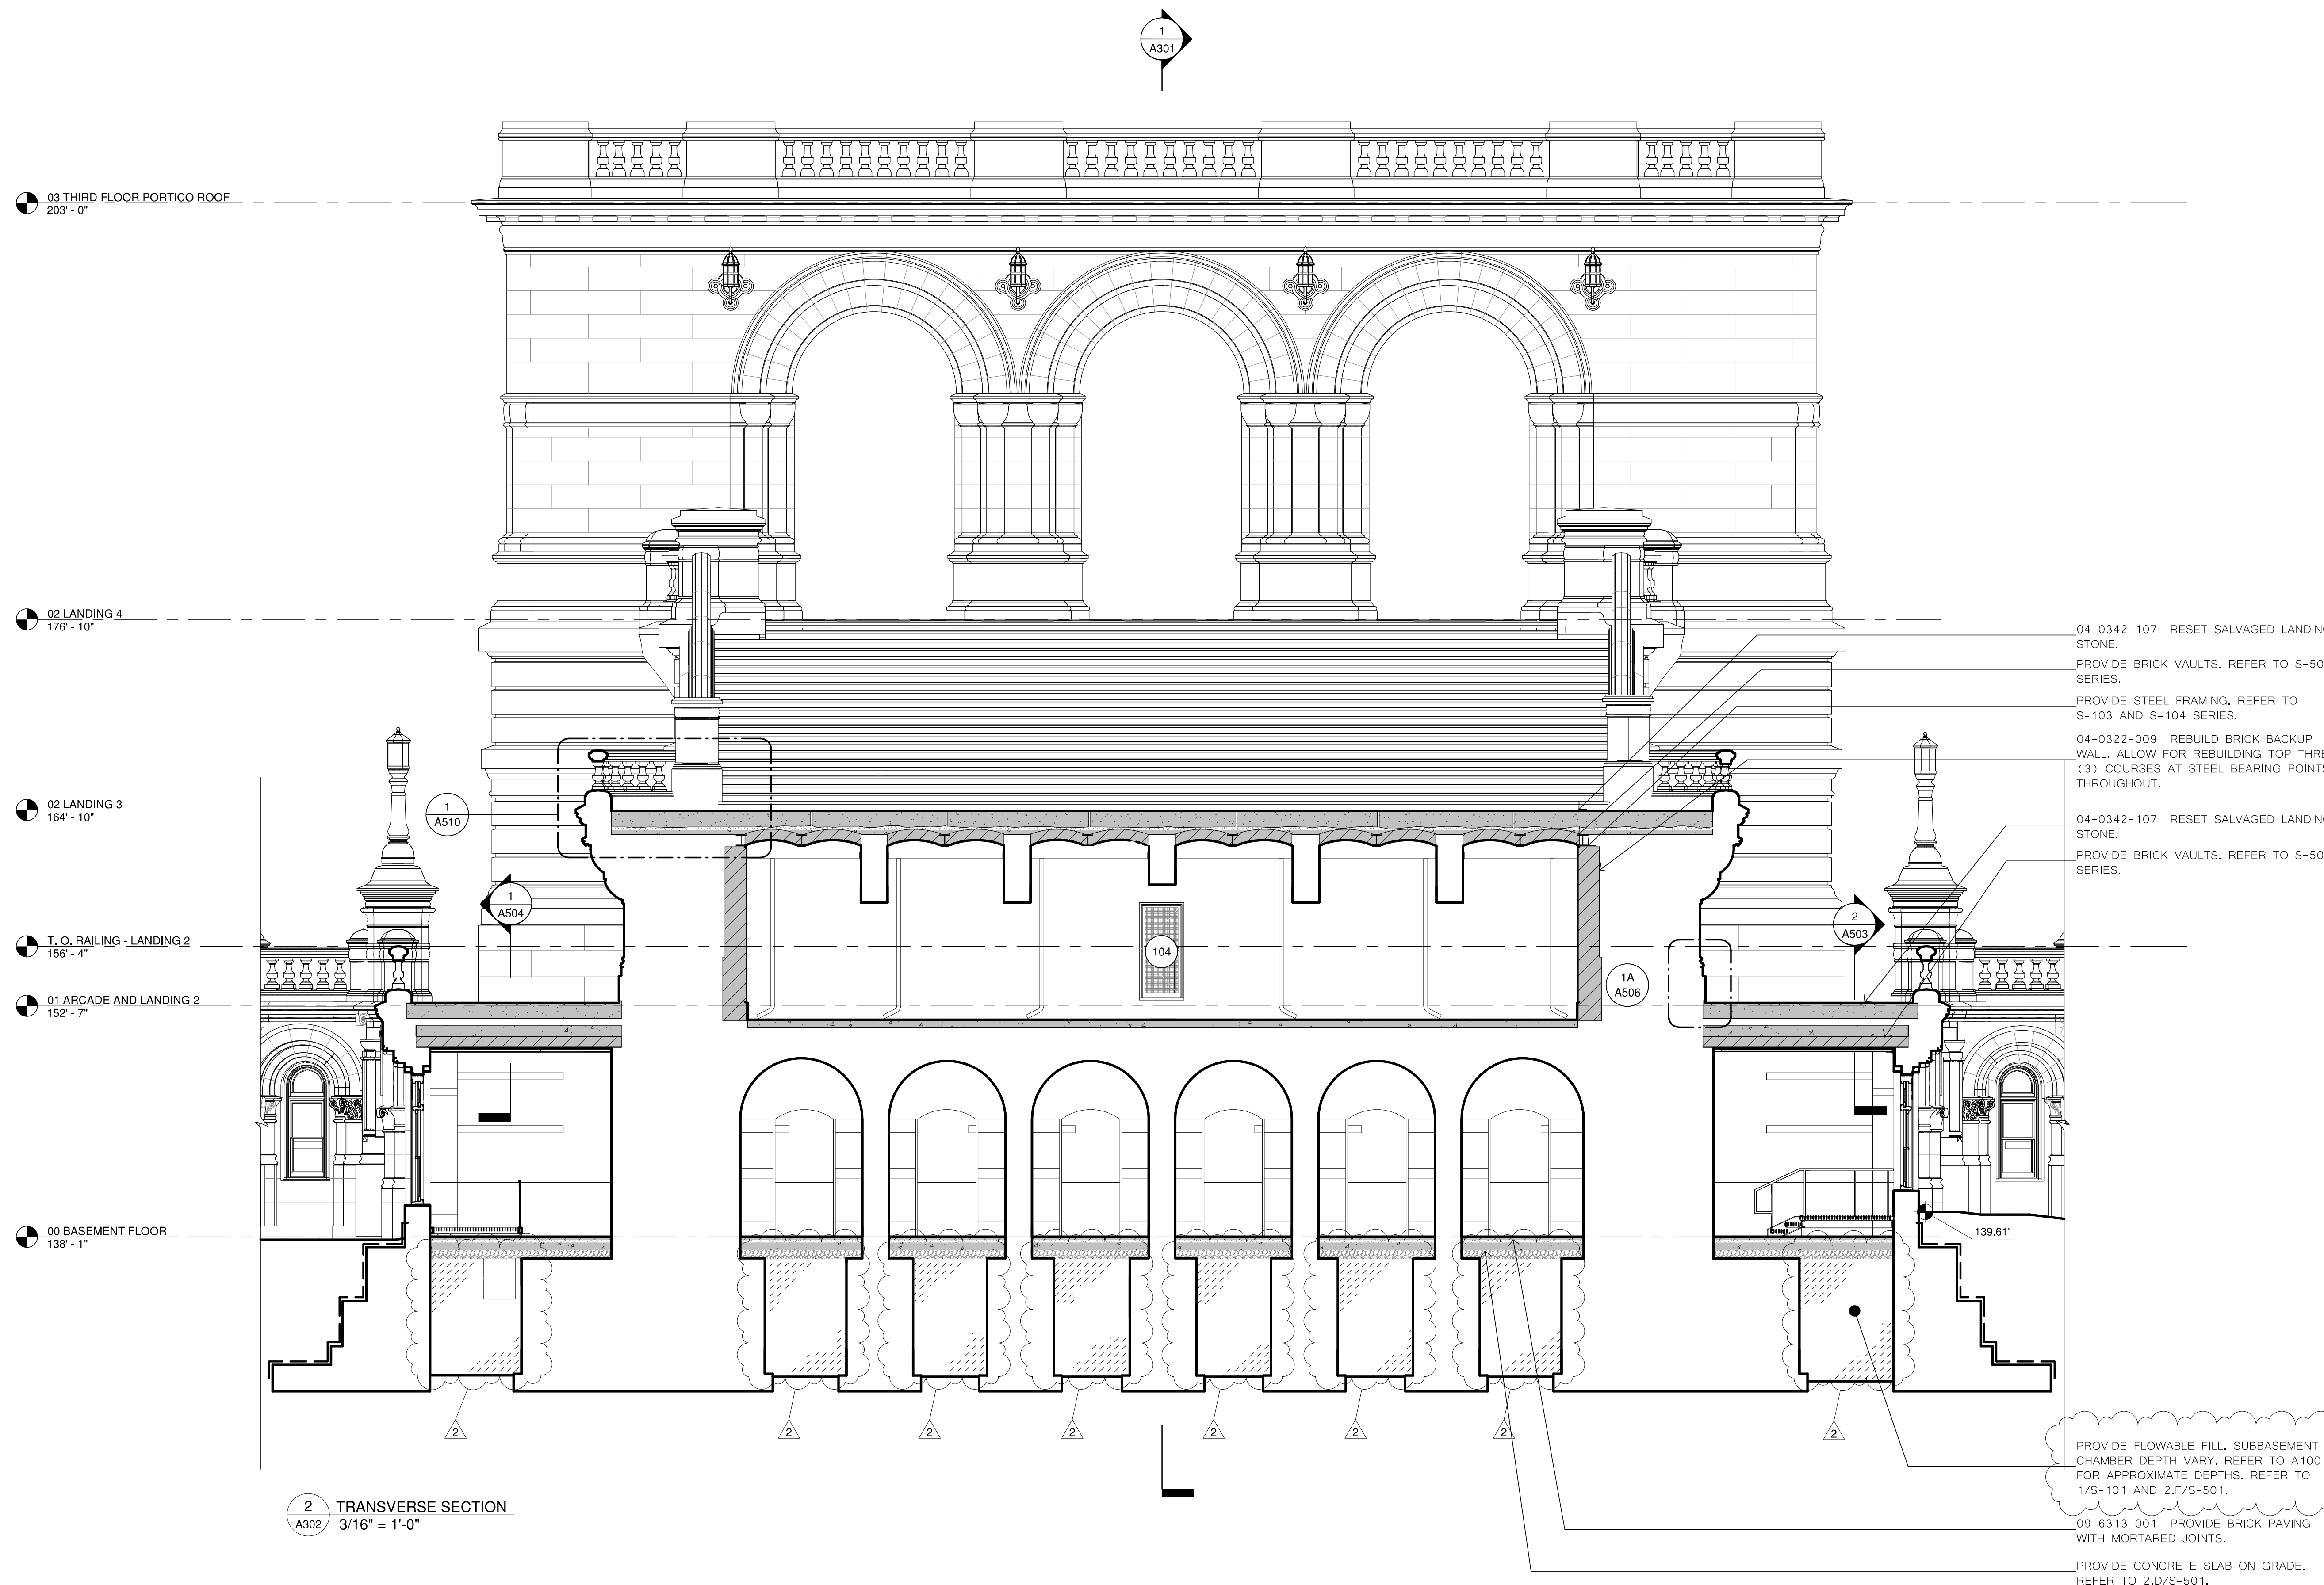 1
A301
03 THIRD FLOOR PORTICO ROOF
203' - 0"
02 LANDING 4
176' - 10"
04-0342-107 RESET SALVAGED
STONE.
PROVIDE BRICK VAULTS. REFER TO
SERIES.
PROVIDE STEEL FRAMING. REFER TO
S-103 AND S-104 SERIES.
04-0322-009 REBUILD BRICK BACKUP
WALL. ALLOW FOR REBUILDING TOP
(3) COURSES AT STEEL BEARING
THROUGHOUT.
02 LANDING 3
164' - 10"
1
A510
04-0342-107 RESET SALVAGED
STONE.
PROVIDE BRICK VAULTS. REFER TO
SERIES.
1
A504
2
A503
T. O. RAILING - LANDING 2
156' - 4"
104
1A
A506
01 ARCADE AND LANDING 2
152' - 7"
00 BASEMENT FLOOR
138' - 1"
139.61'
2
2
2
2
2
2
2
2
PROVIDE FLOWABLE FILL. SUBBASEMENT
CHAMBER DEPTH VARY. REFER TO A100
FOR APPROXIMATE DEPTHS. REFER TO
1/S-101 AND 2.F/S-501.
09-6313-001 PROVIDE BRICK PAVING
WITH MORTARED JOINTS.
PROVIDE CONCRETE SLAB ON GRADE.
REFER TO 2.D/S-501.
2
A302
TRANSVERSE SECTION
3/16" = 1'-0"